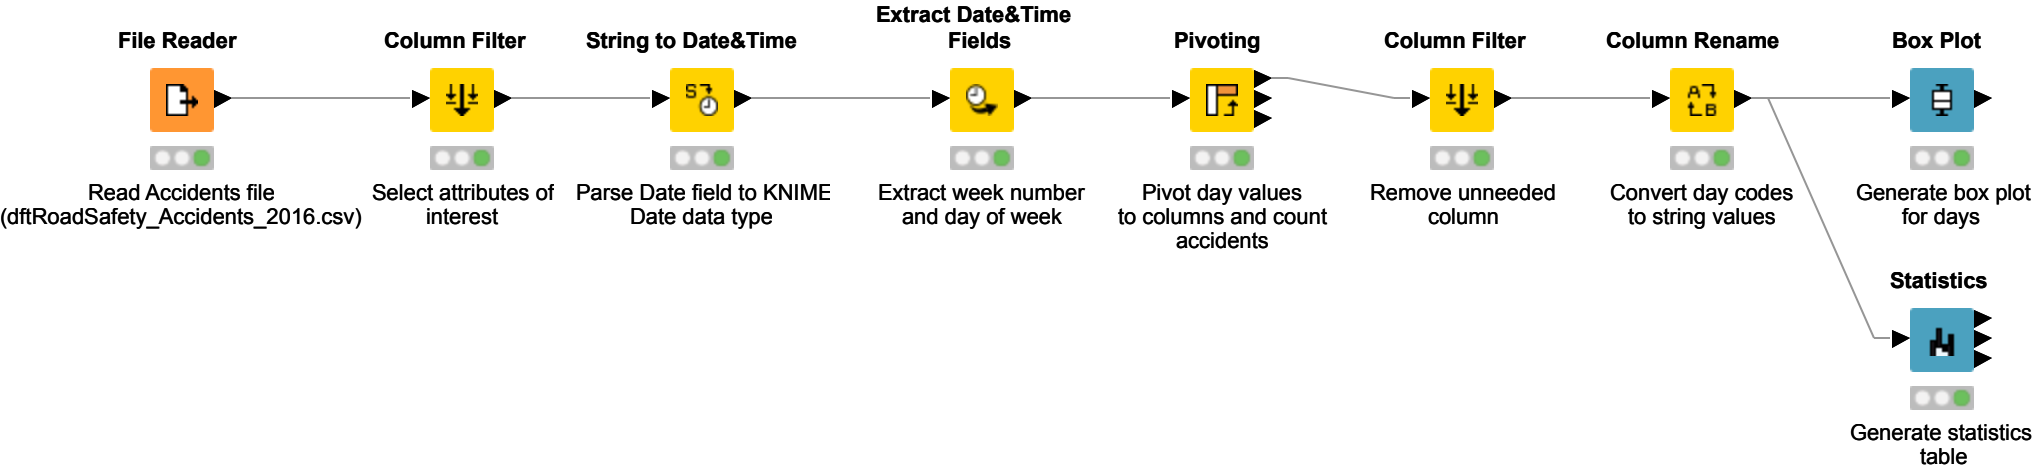 File Reader
Read Accidents file
(dftRoadSafety_Accidents_2016.csv)
Column Filter
Select attributes of
interest
String to Date&Time
S
Parse Date field to KNIME
Date data type
Extract Date&Time
Fields
Extract week number
and day of week
Pivoting
Pivot day values
to columns and count
accidents
Column Filter
Remove unneeded
column
Column Rename
A
B
Convert day codes
to string values
Box Plot
Generate box plot
for days
Statistics
Generate statistics
table